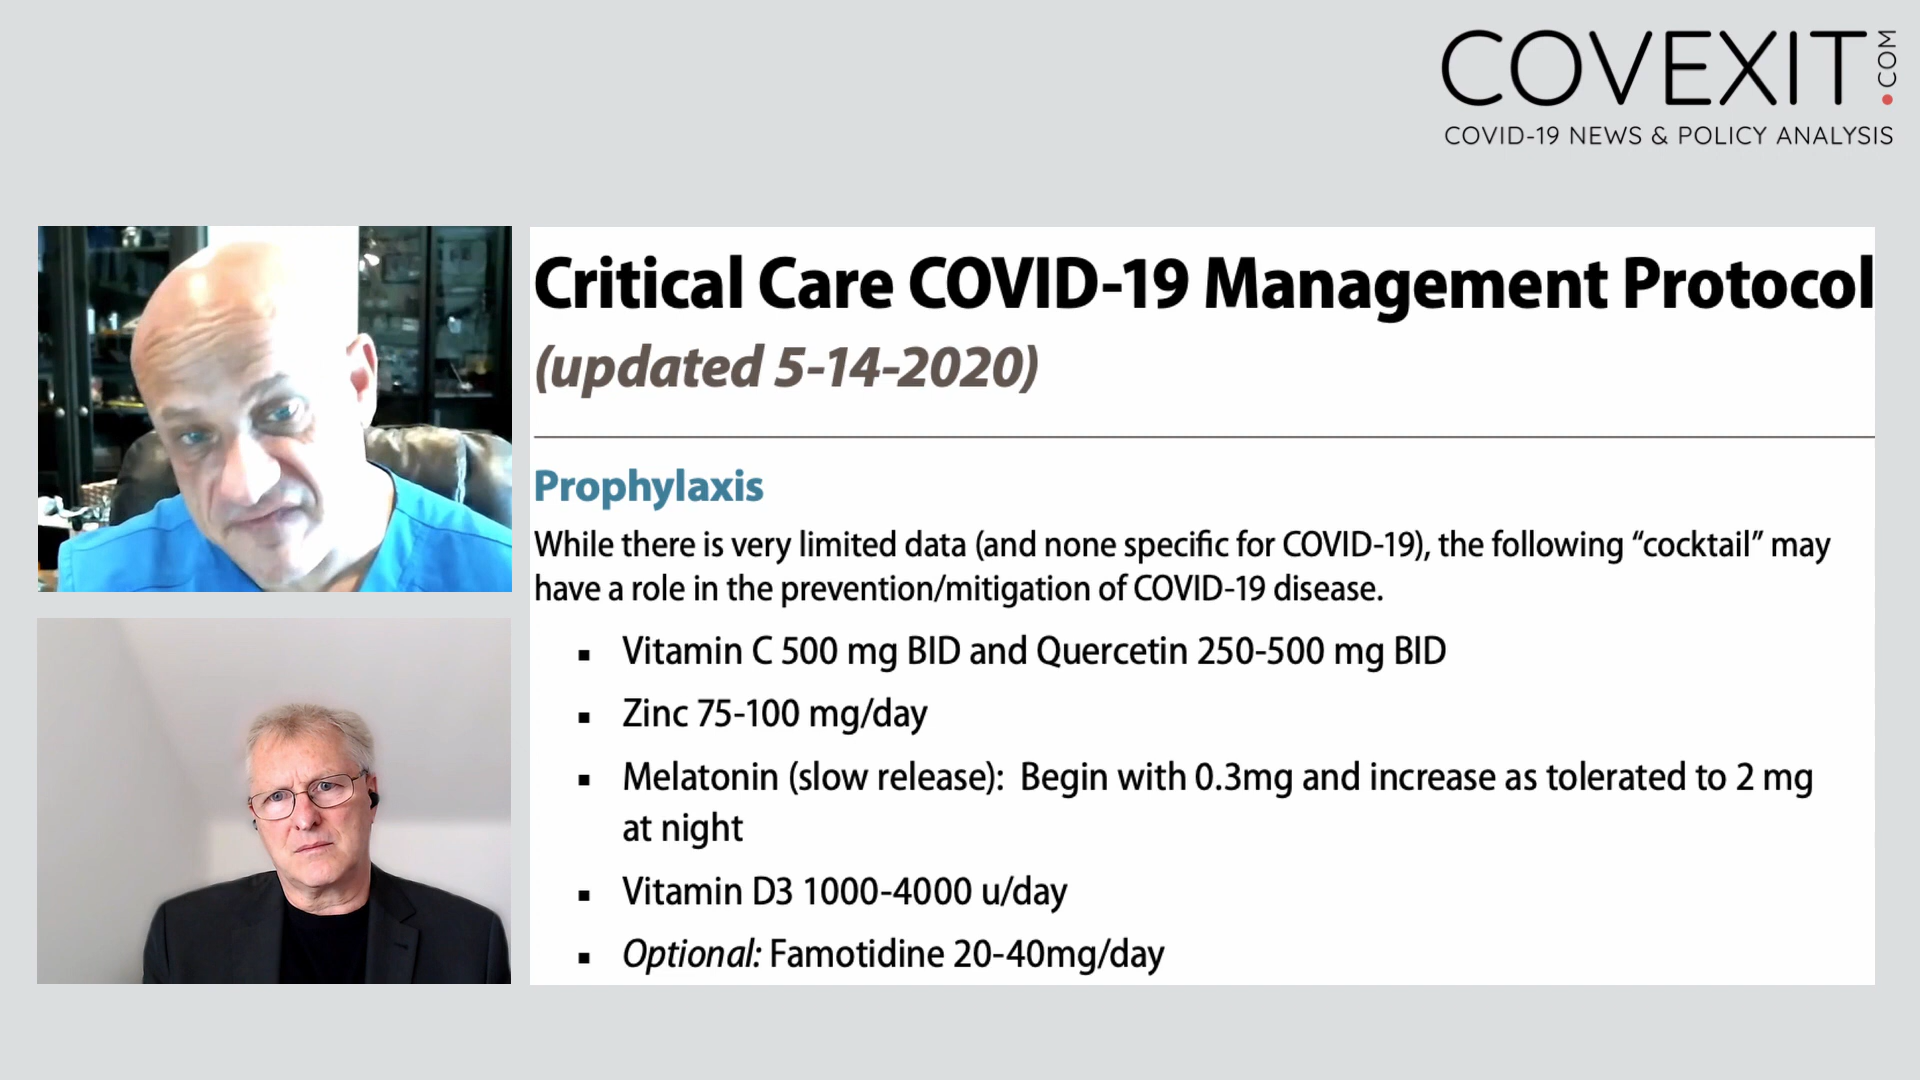 COVEXIT.COM
COVID-19 NEWS & POLICY ANALYSIS
Critical Care COVID-19 Management Protocol
(updated 5-14-2020)
Prophylaxis
While there is very limited data (and none specific for COVID-19), the following “cocktail” may
have a role in the prevention/mitigation of COVID-19 disease.
▪ Vitamin C 500 mg BID and Quercetin 250-500 mg BID
▪ Zinc 75-100 mg/day
▪ Melatonin (slow release):  Begin with 0.3mg and increase as tolerated to 2 mg
at night
▪ Vitamin D3 1000-4000 u/day
▪ Optional: Famotidine 20-40mg/day